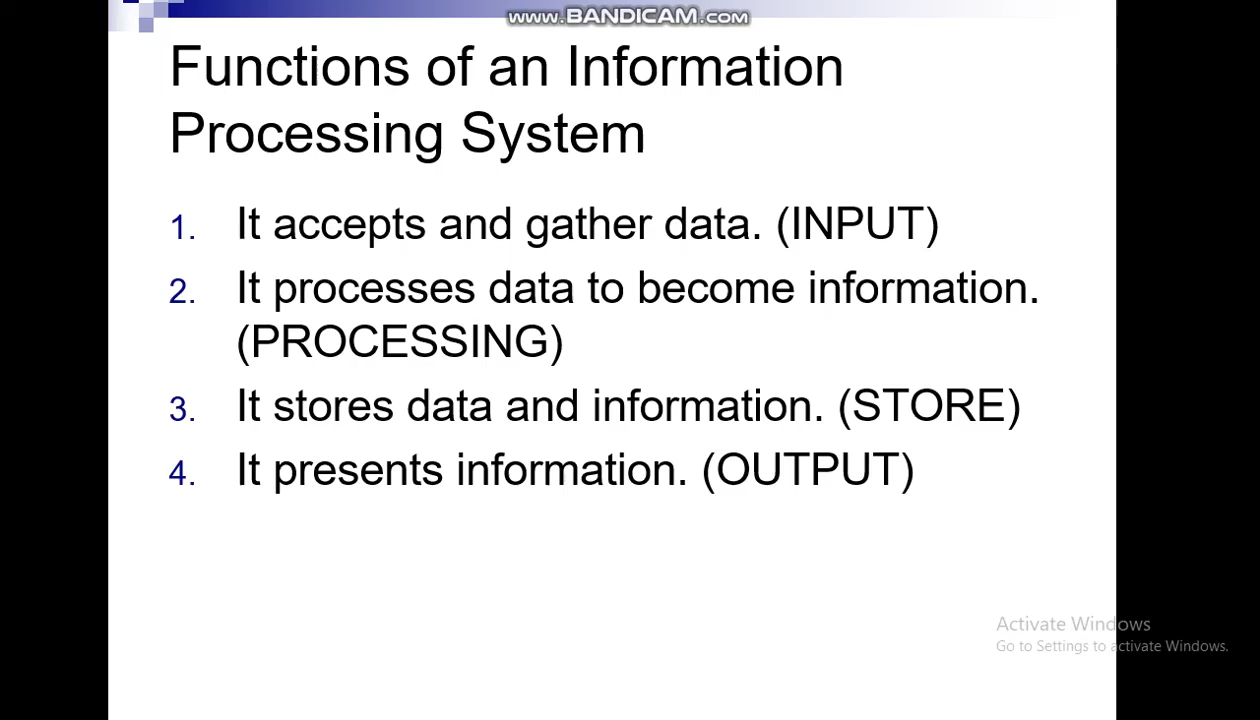 www.BANDICAM.com
Functions of an Information
Processing System
1. It accepts and gather data. (INPUT)
2. It processes data to become information.
(PROCESSING)
3. It stores data and information. (STORE)
4. It presents information. (OUTPUT)
Activate Windows
Go to Settings to activate Windows.